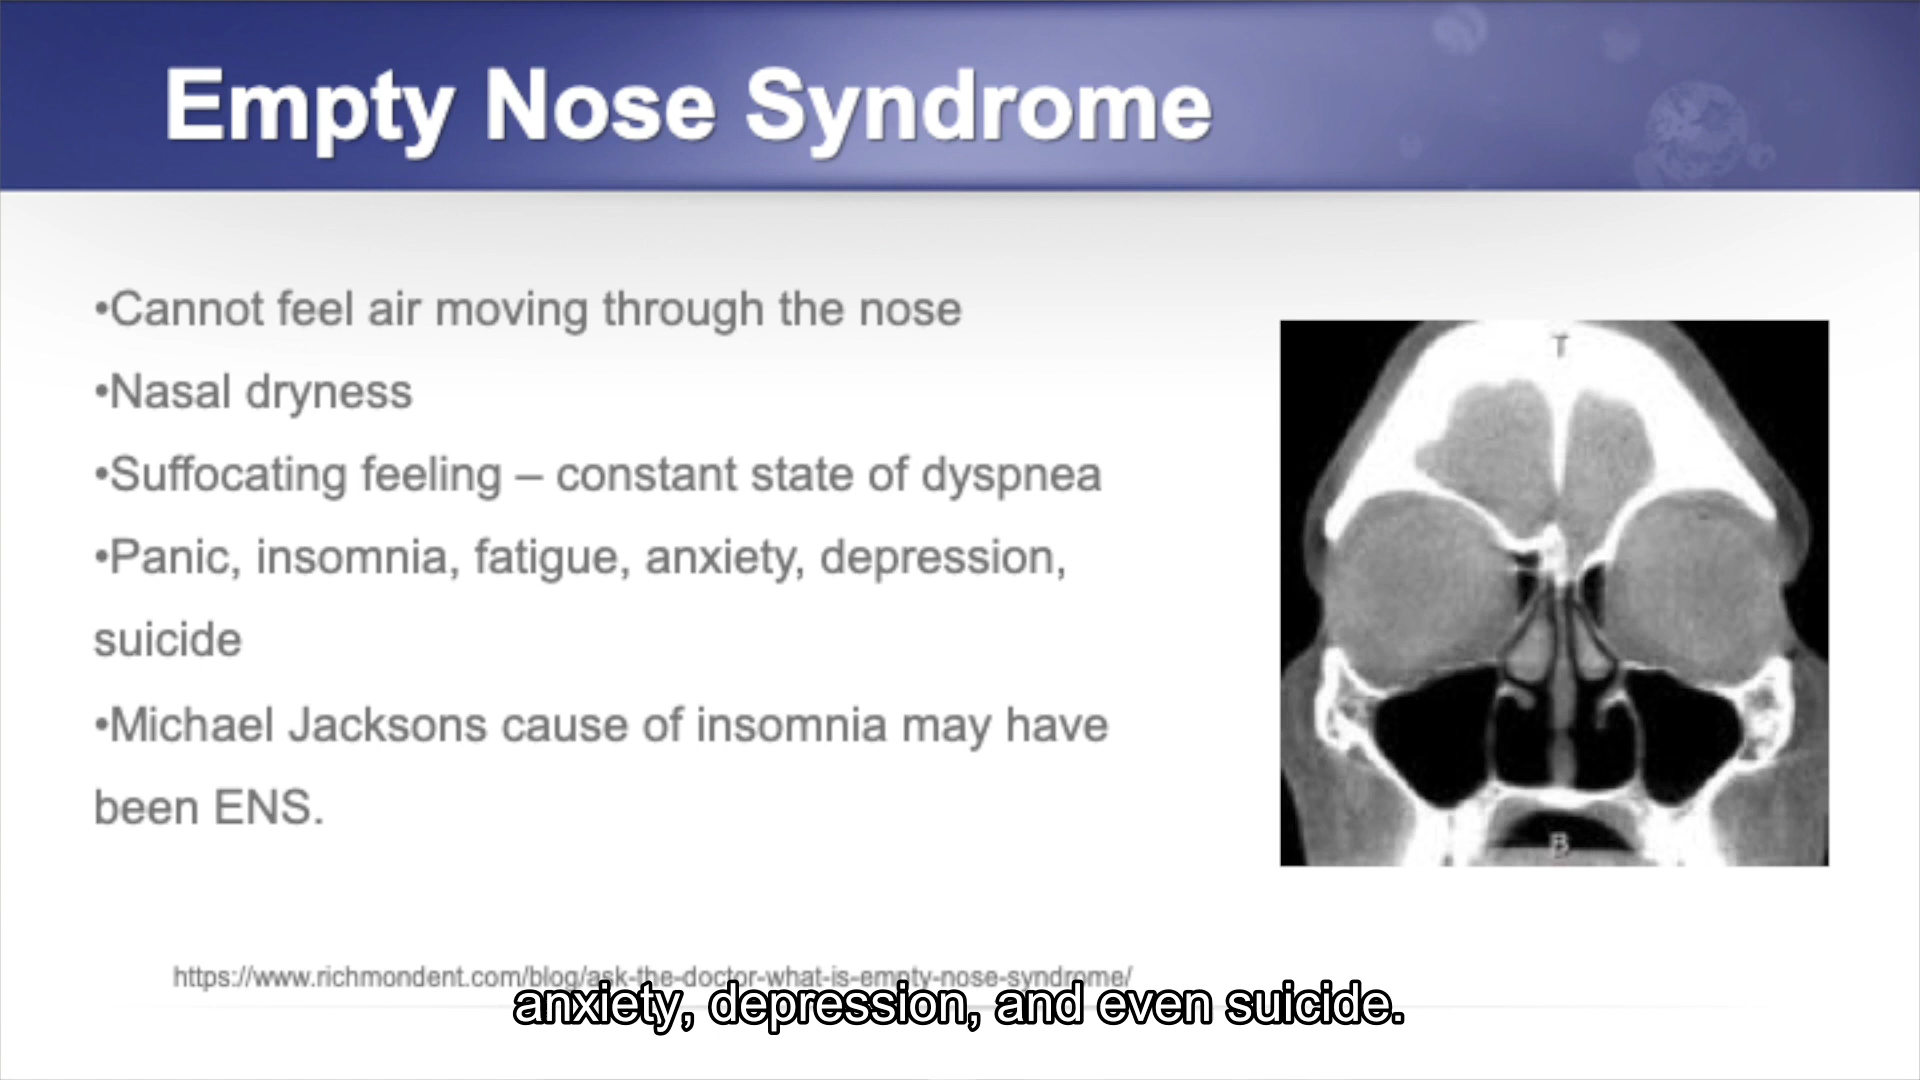 Empty Nose Syndrome
•Cannot feel air moving through the nose
•Nasal dryness
•Suffocating feeling – constant state of dyspnea
•Panic, insomnia, fatigue, anxiety, depression,
suicide
•Michael Jacksons cause of insomnia may have
been ENS.
T
B
https://www.richmondent.com/blog/ask-the-doctor-what-is-empty-nose-syndrome/
anxiety, depression, and even suicide.